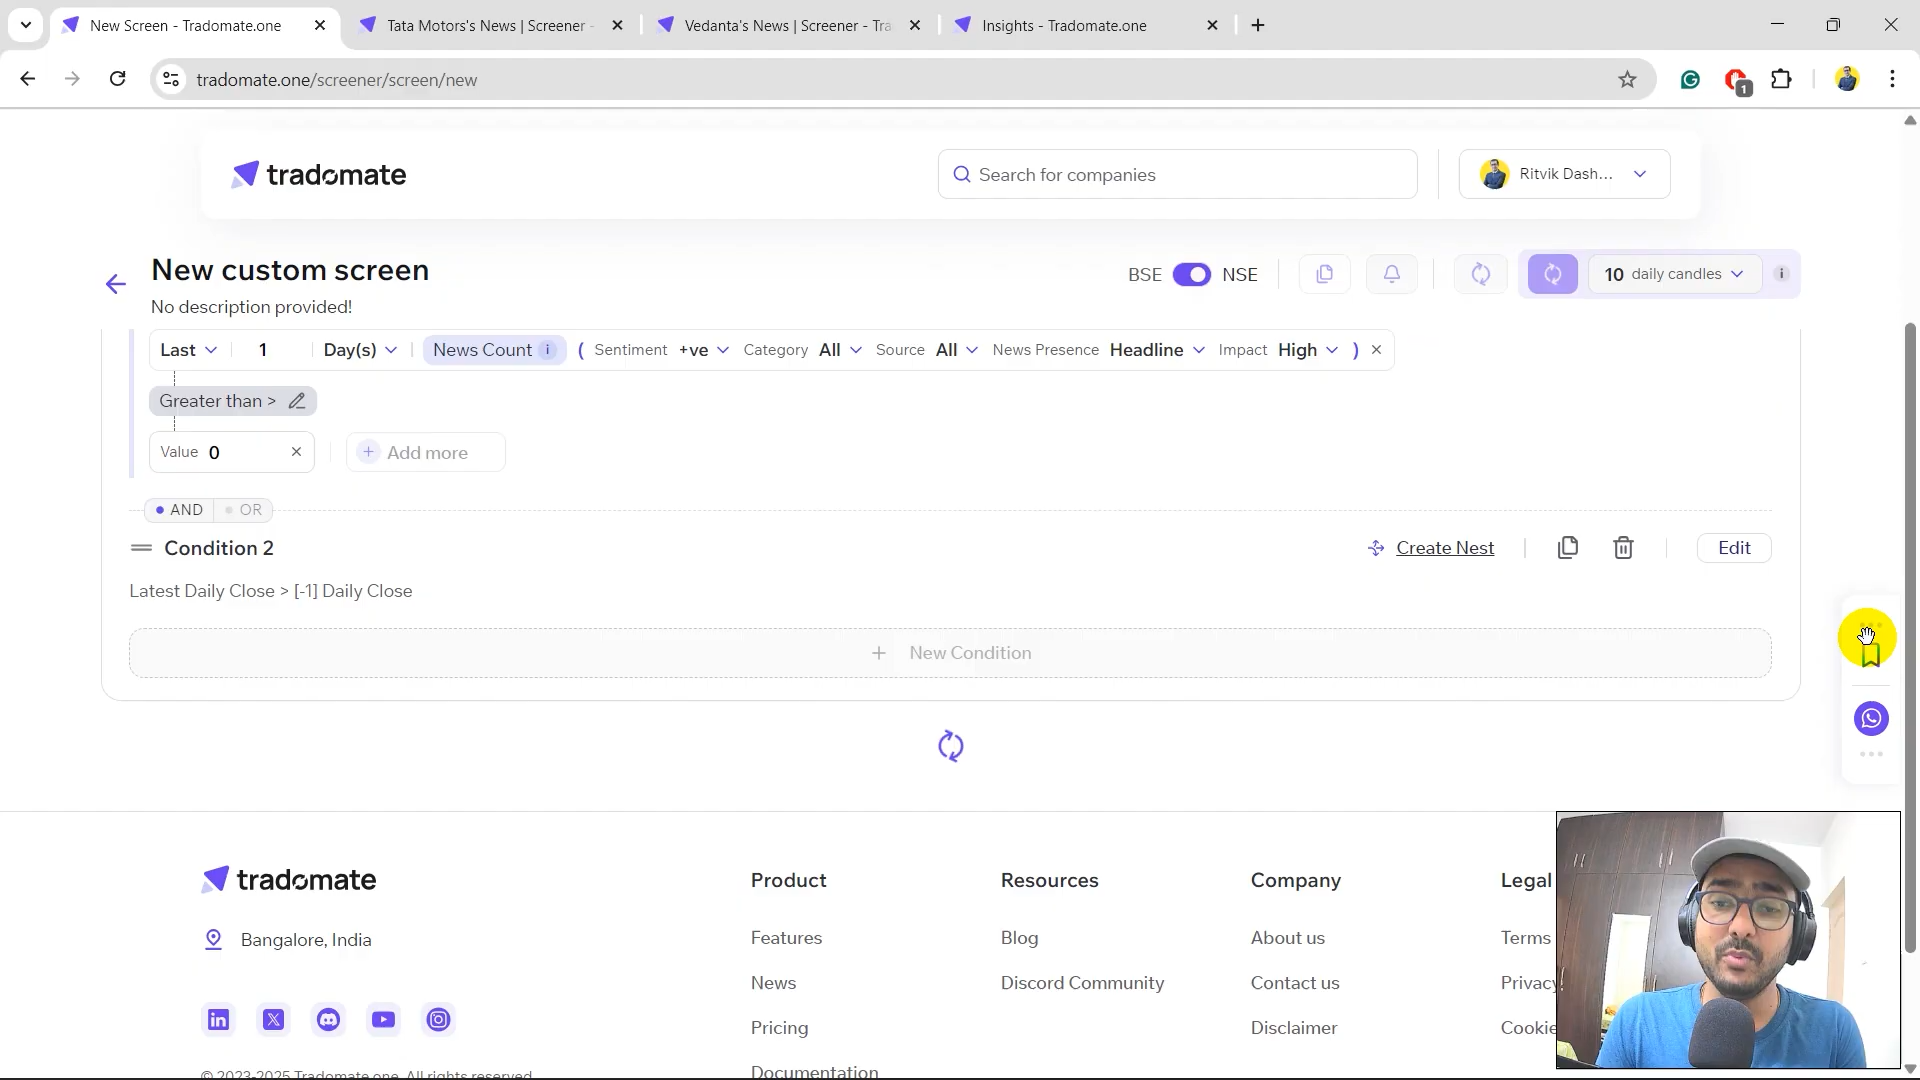 New Screen - Tradomate.one
Tata Motors's News | Screener -
Vedanta's News | Screener - Tra
Insights - Tradomate.one
tradomate.one/screener/screen/new
1
tradomate
Search for companies
Ritvik Dash...
New custom screen
No description provided!
BSE
NSE
10 daily candles
i
Last 1 Day(s) News Count i ( Sentiment +ve Category All Source All News Presence Headline Impact High )
Greater than >
Value 0
+ Add more
AND OR
Condition 2
Create Nest
Edit
Latest Daily Close > [-1] Daily Close
+ New Condition
tradomate
Bangalore, India
© 2023-2025 Tradomate.one. All rights reserved
Product
Features
News
Pricing
Documentation
Resources
Blog
Discord Community
Company
About us
Contact us
Disclaimer
Legal
Terms
Privacy
Cookie